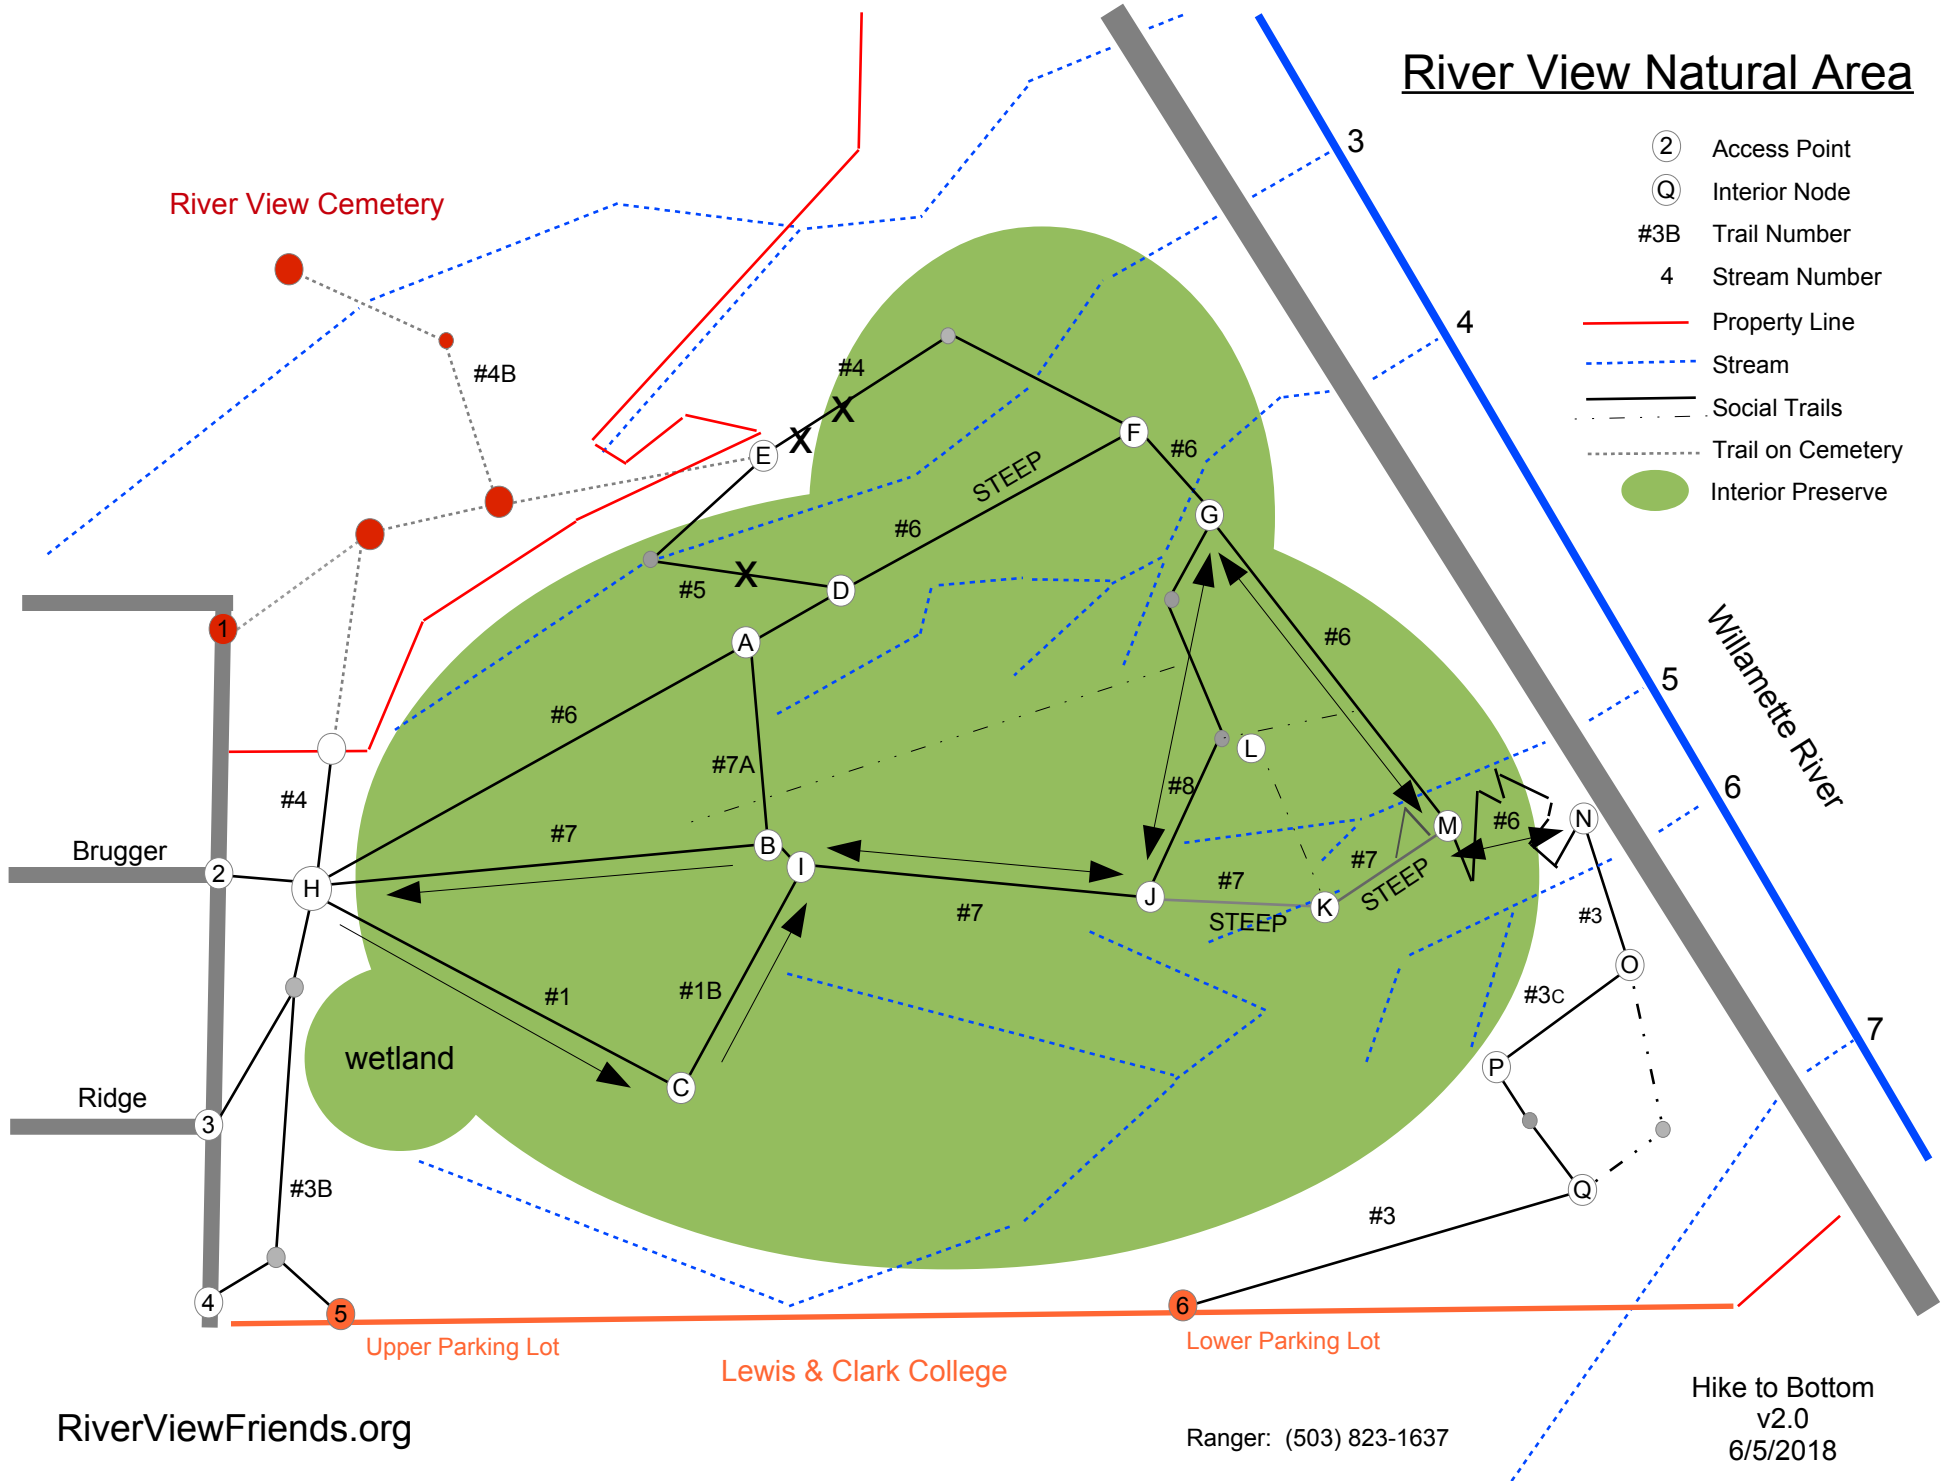 River View Natural Area
2 Access Point
Q Interior Node
#3B Trail Number
4 Stream Number
Property Line
Stream
Social Trails
Trail on Cemetery
Interior Preserve
3
4
5
6
7
Willamette River
River View Cemetery
#4B
#4
E
F
#6
STEEP
#6
G
#5
X
X
X
D
A
1
#6
#6
#7A
L
#4
#8
Brugger
2
H
#7
B
I
M
#6
N
#7
STEEP
J
#7
STEEP
K
#7
#3
O
#1
#1B
#3C
wetland
C
P
Ridge
3
#3B
Q
#3
4
5
6
Upper Parking Lot
Lower Parking Lot
Lewis & Clark College
RiverViewFriends.org
Ranger: (503) 823-1637
Hike to Bottom
v2.0
6/5/2018